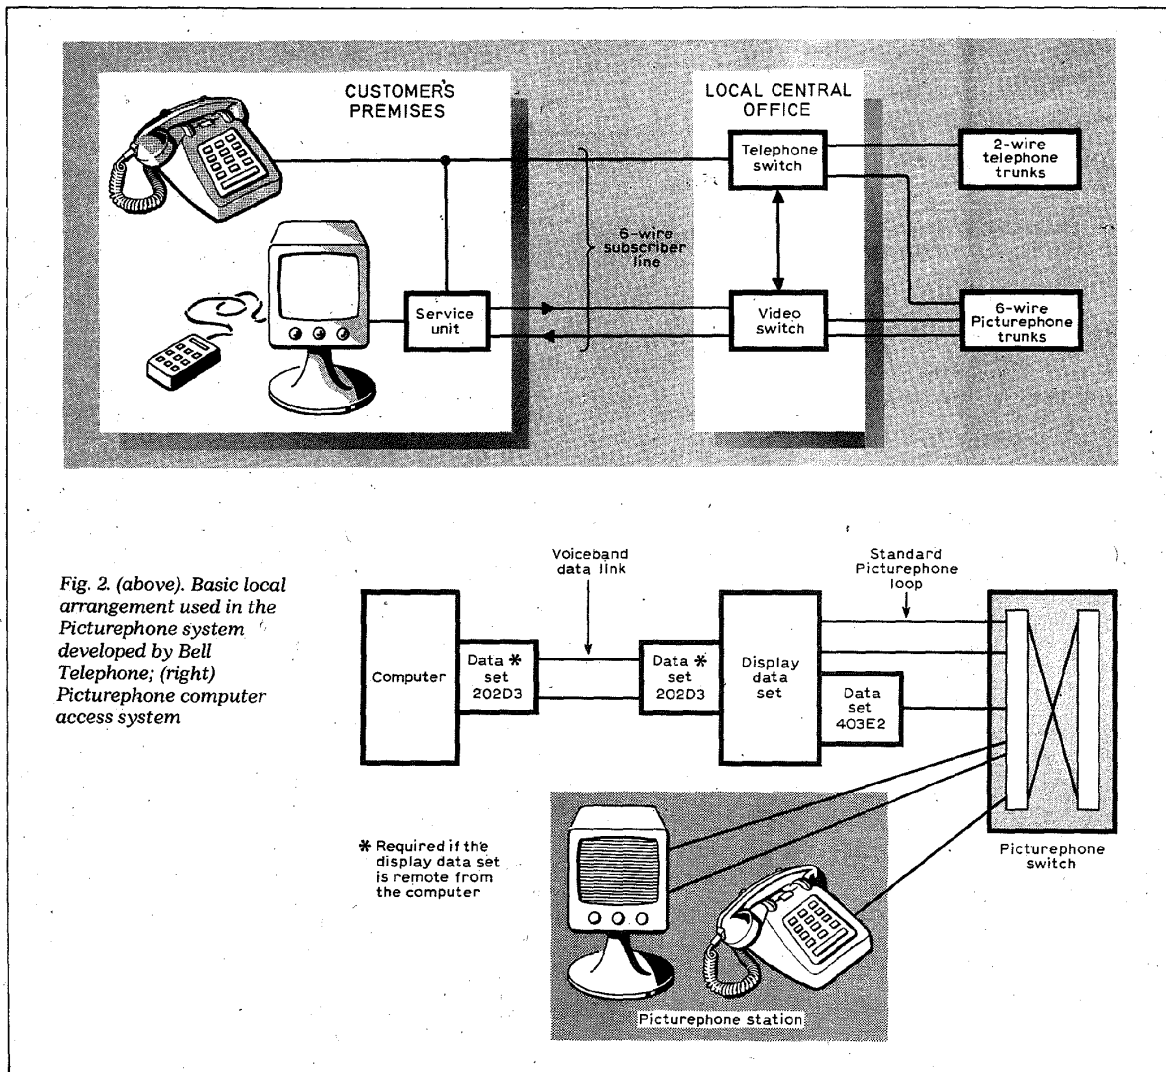 CUSTOMER'S
PREMISES
LOCAL CENTRAL
OFFICE
Telephone
switch
2-wire
telephone
trunks
6-wire
subscriber
line
Service
unit
Video
switch
6-wire
Picturephone
trunks
Fig. 2. (above). Basic local
arrangement used in the
Picturephone system
developed by Bell
Telephone; (right)
Picturephone computer
access system
Voiceband
data link
Standard
Picturephone
loop
Computer
Data *
set
202D3
Data *
set
202D3
Display
data
set
Data
set
403E2
* Required if the
display data set
is remote from
the computer
Picturephone
switch
Picturephone station